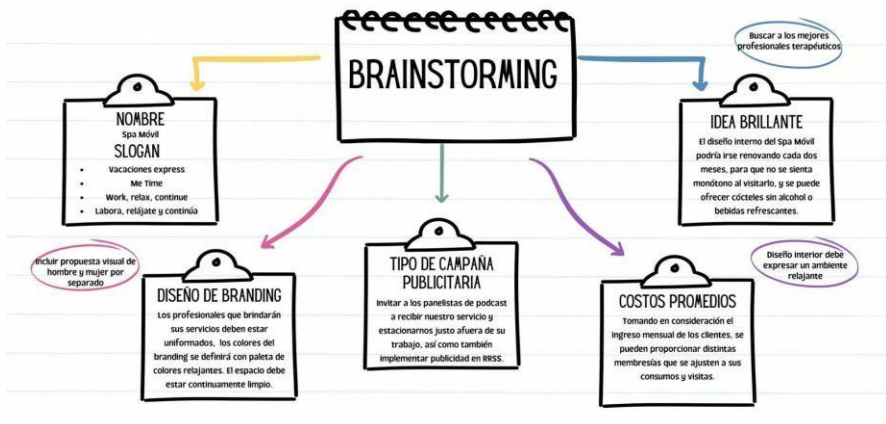 BRAINSTORMING
Buscar a los mejores
profesionales terapéuticos
NOMBRE
Spa Móvil
SLOGAN
• Vacaciones express
• Me Time
• Work, relax, continue
• Labora, relájate y continúa
IDEA BRILLANTE
El diseño interno del Spa Móvil
podría irse renovando cada dos
meses, para que no se sienta
monótono al visitarlo, y se puede
ofrecer cócteles sin alcohol o
bebidas refrescantes.
Incluir propuesta visual de
hombre y mujer por
separado
DISEÑO DE BRANDING
Los profesionales que brindarán
sus servicios deben estar
uniformados, los colores del
branding se definirá con paleta de
colores relajantes. El espacio debe
estar continuamente limpio.
TIPO DE CAMPAÑA
PUBLICITARIA
Invitar a los panelistas de podcast
a recibir nuestro servicio y
estacionarnos justo afuera de su
trabajo, así como también
implementar publicidad en RRSS.
Diseño interior debe
expresar un ambiente
relajante
COSTOS PROMEDIOS
Tomando en consideración el
ingreso mensual de los clientes, se
pueden proporcionar distintas
membresías que se ajusten a sus
consumos y visitas.